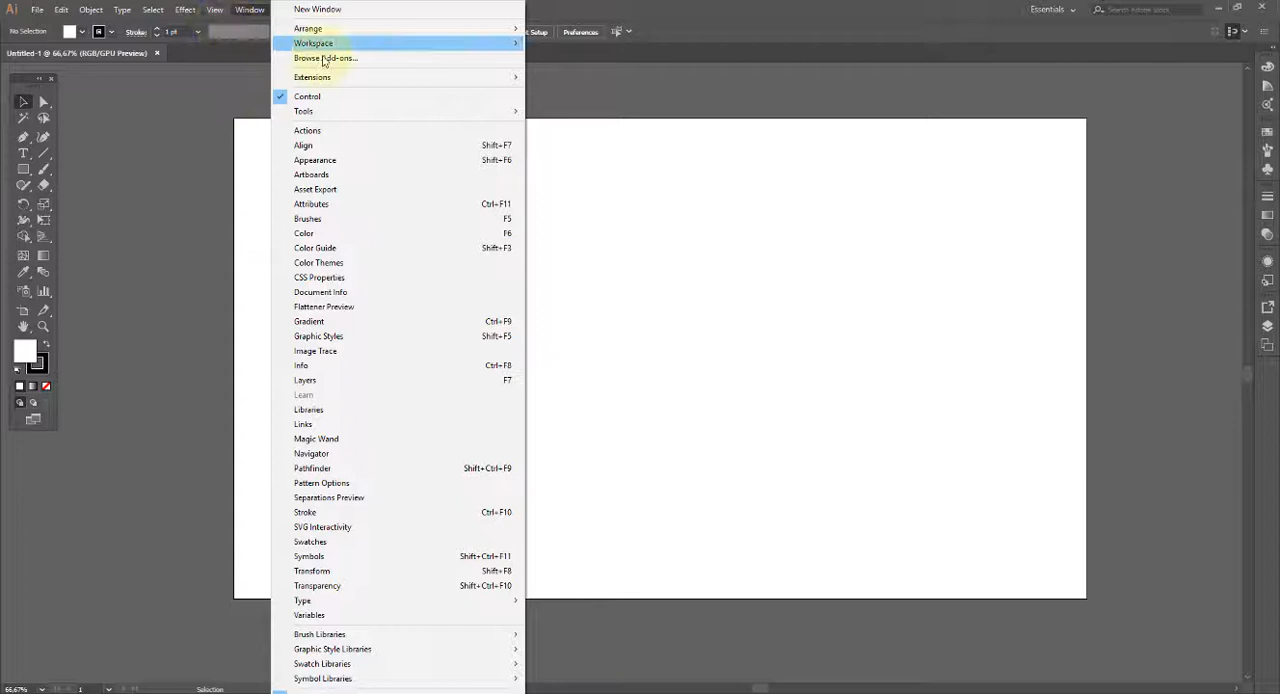 Ai File Edit Object Type Select Effect View Window Essentials Search Adobe Stock
No Selection Stroke: 1 pt Setup Preferences
Untitled-1 @ 66,67% (RGB/GPU Preview) ×
New Window
Arrange
Workspace
Browse Add-ons...
Extensions
Control
Tools
Actions
Align Shift+F7
Appearance Shift+F6
Artboards
Asset Export
Attributes Ctrl+F11
Brushes F5
Color F6
Color Guide Shift+F3
Color Themes
CSS Properties
Document Info
Flattener Preview
Gradient Ctrl+F9
Graphic Styles Shift+F5
Image Trace
Info Ctrl+F8
Layers F7
Learn
Libraries
Links
Magic Wand
Navigator
Pathfinder Shift+Ctrl+F9
Pattern Options
Separations Preview
Stroke Ctrl+F10
SVG Interactivity
Swatches
Symbols Shift+Ctrl+F11
Transform Shift+F8
Transparency Shift+Ctrl+F10
Type
Variables
Brush Libraries
Graphic Style Libraries
Swatch Libraries
Symbol Libraries
66,67% 1 Selection